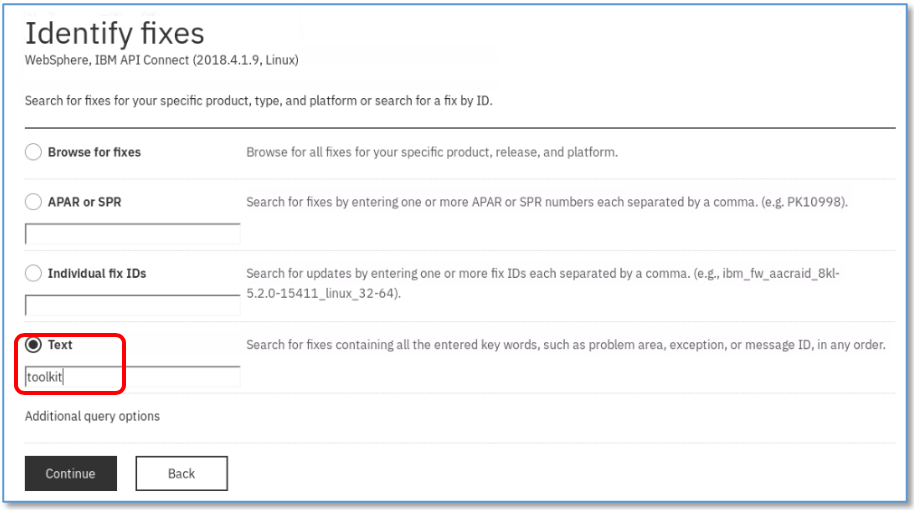 Identify fixes
WebSphere, IBM API Connect (2018.4.1.9, Linux)
Search for fixes for your specific product, type, and platform or search for a fix by ID.
Browse for fixes
Browse for all fixes for your specific product, release, and platform.
APAR or SPR
Search for fixes by entering one or more APAR or SPR numbers each separated by a comma. (e.g. PK10998).
Individual fix IDs
Search for updates by entering one or more fix IDs each separated by a comma. (e.g., ibm_fw_aacraid_8kl-
5.2.0-15411_linux_32-64).
Text
Search for fixes containing all the entered key words, such as problem area, exception, or message ID, in any order.
toolkit
Additional query options
Continue
Back